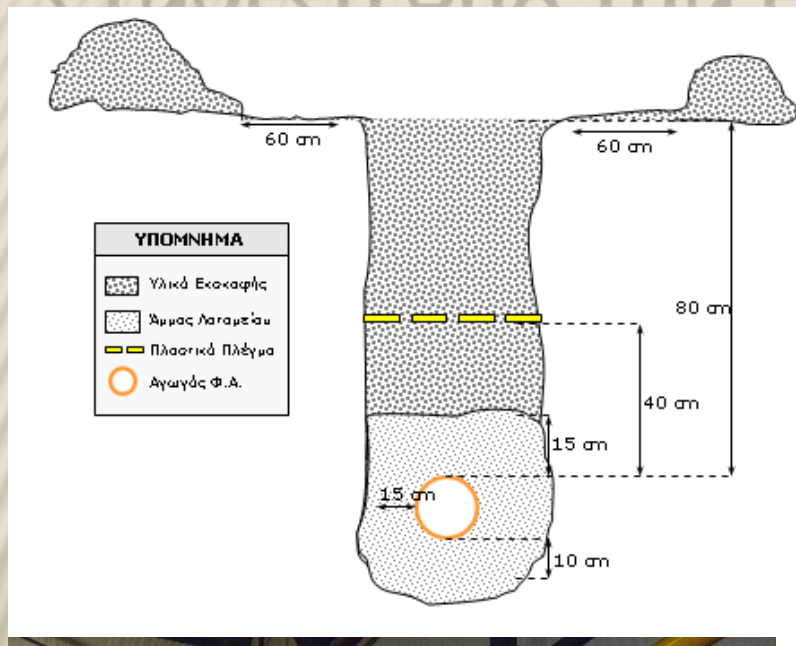 60 cm
60 cm
ΥΠΟΜΝΗΜΑ
Υλικά Εκσκαφής
Άμμος Λατομείου
Πλαστικό Πλέγμα
Αγωγός Φ.Α.
80 cm
40 cm
15 cm
15 cm
10 cm